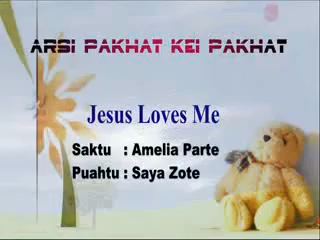 ARSI PAKHAT KEI PAKHAT
Jesus Loves Me
Saktu : Amelia Parte
Puahtu : Saya Zote